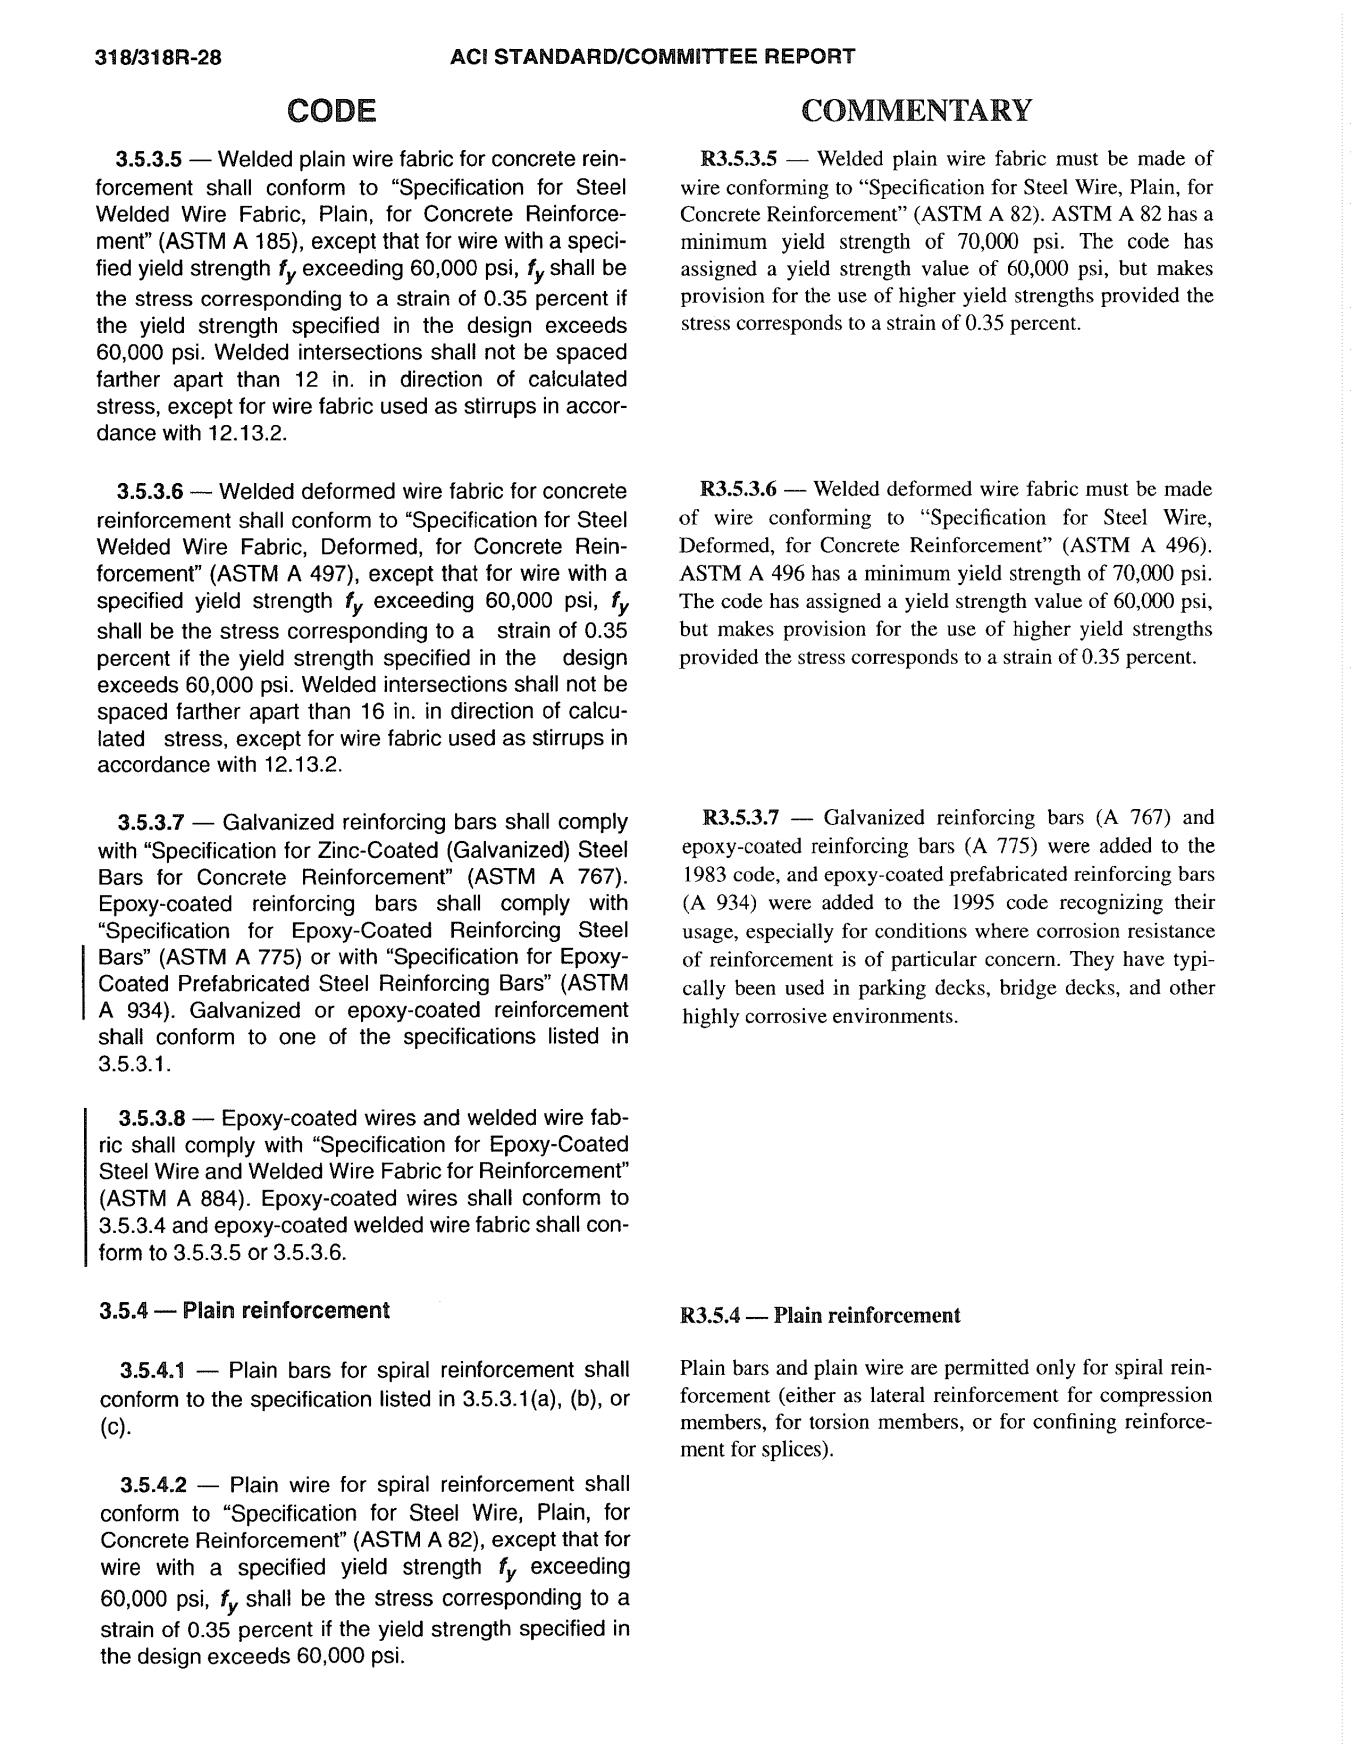 318/318R-28
ACI STANDARD/COMMITTEE REPORT
CODE
3.5.3.5 — Welded plain wire fabric for concrete rein-
forcement shall conform to “Specification for Steel
Welded Wire Fabric, Plain, for Concrete Reinforce-
ment” (ASTM A 185), except that for wire with a speci-
fied yield strength fy exceeding 60,000 psi, fy shall be
the stress corresponding to a strain of 0.35 percent if
the yield strength specified in the design exceeds
60,000 psi. Welded intersections shall not be spaced
farther apart than 12 in. in direction of calculated
stress, except for wire fabric used as stirrups in accor-
dance with 12.13.2.
3.5.3.6 — Welded deformed wire fabric for concrete
reinforcement shall conform to “Specification for Steel
Welded Wire Fabric, Deformed, for Concrete Rein-
forcement” (ASTM A 497), except that for wire with a
specified yield strength fy exceeding 60,000 psi, fy
shall be the stress corresponding to a strain of 0.35
percent if the yield strength specified in the design
exceeds 60,000 psi. Welded intersections shall not be
spaced farther apart than 16 in. in direction of calcu-
lated stress, except for wire fabric used as stirrups in
accordance with 12.13.2.
3.5.3.7 — Galvanized reinforcing bars shall comply
with “Specification for Zinc-Coated (Galvanized) Steel
Bars for Concrete Reinforcement” (ASTM A 767).
Epoxy-coated reinforcing bars shall comply with
“Specification for Epoxy-Coated Reinforcing Steel
Bars” (ASTM A 775) or with “Specification for Epoxy-
Coated Prefabricated Steel Reinforcing Bars” (ASTM
A 934). Galvanized or epoxy-coated reinforcement
shall conform to one of the specifications listed in
3.5.3.1.
3.5.3.8 — Epoxy-coated wires and welded wire fab-
ric shall comply with “Specification for Epoxy-Coated
Steel Wire and Welded Wire Fabric for Reinforcement”
(ASTM A 884). Epoxy-coated wires shall conform to
3.5.3.4 and epoxy-coated welded wire fabric shall con-
form to 3.5.3.5 or 3.5.3.6.
3.5.4 — Plain reinforcement
3.5.4.1 — Plain bars for spiral reinforcement shall
conform to the specification listed in 3.5.3.1(a), (b), or
(c).
3.5.4.2 — Plain wire for spiral reinforcement shall
conform to “Specification for Steel Wire, Plain, for
Concrete Reinforcement” (ASTM A 82), except that for
wire with a specified yield strength fy exceeding
60,000 psi, fy shall be the stress corresponding to a
strain of 0.35 percent if the yield strength specified in
the design exceeds 60,000 psi.
COMMENTARY
R3.5.3.5 — Welded plain wire fabric must be made of
wire conforming to “Specification for Steel Wire, Plain, for
Concrete Reinforcement” (ASTM A 82). ASTM A 82 has a
minimum yield strength of 70,000 psi. The code has
assigned a yield strength value of 60,000 psi, but makes
provision for the use of higher yield strengths provided the
stress corresponds to a strain of 0.35 percent.
R3.5.3.6 — Welded deformed wire fabric must be made
of wire conforming to “Specification for Steel Wire,
Deformed, for Concrete Reinforcement” (ASTM A 496).
ASTM A 496 has a minimum yield strength of 70,000 psi.
The code has assigned a yield strength value of 60,000 psi,
but makes provision for the use of higher yield strengths
provided the stress corresponds to a strain of 0.35 percent.
R3.5.3.7 — Galvanized reinforcing bars (A 767) and
epoxy-coated reinforcing bars (A 775) were added to the
1983 code, and epoxy-coated prefabricated reinforcing bars
(A 934) were added to the 1995 code recognizing their
usage, especially for conditions where corrosion resistance
of reinforcement is of particular concern. They have typi-
cally been used in parking decks, bridge decks, and other
highly corrosive environments.
R3.5.4 — Plain reinforcement
Plain bars and plain wire are permitted only for spiral rein-
forcement (either as lateral reinforcement for compression
members, for torsion members, or for confining reinforce-
ment for splices).